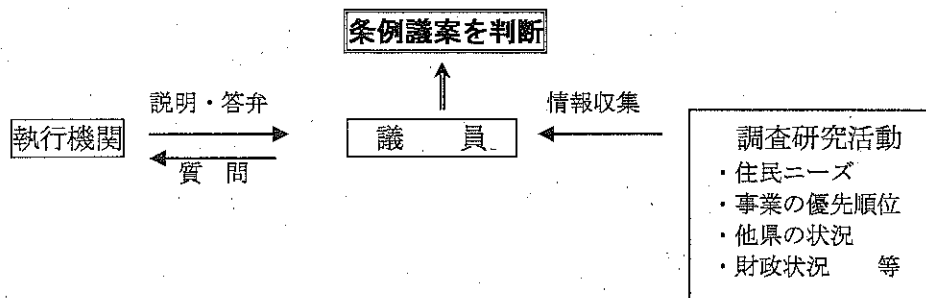 条例議案を判断
説明・答弁
情報収集
執行機関
議　　員
質　問
調査研究活動
・住民ニーズ
・事業の優先順位
・他県の状況
・財政状況　　等